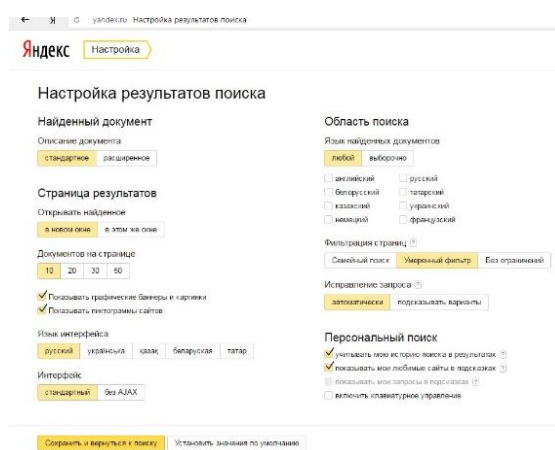 yandex.ru Настройка результатов поиска
Яндекс Настройка
Настройка результатов поиска
Найденный документ
Описание документа
стандартное расширенное
Страница результатов
Открывать найденное
в новом окне в этом же окне
Документов на странице
10 20 30 50
Показывать графические баннеры и картинки
Показывать пиктограммы сайтов
Язык интерфейса
русский українська қазақ беларуская татар
Интерфейс
стандартный без AJAX
Область поиска
Язык найденных документов
любой выборочно
английский русский
белорусский татарский
казахский украинский
немецкий французский
Фильтрация страниц ?
Семейный поиск Умеренный фильтр Без ограничений
Исправление запроса ?
автоматически подсказывать варианты
Персональный поиск
учитывать мою историю поиска в результатах ?
показывать мои любимые сайты в подсказках ?
показывать мои запросы в подсказках ?
включить клавиатурное управление
Сохранить и вернуться к поиску Установить значения по умолчанию